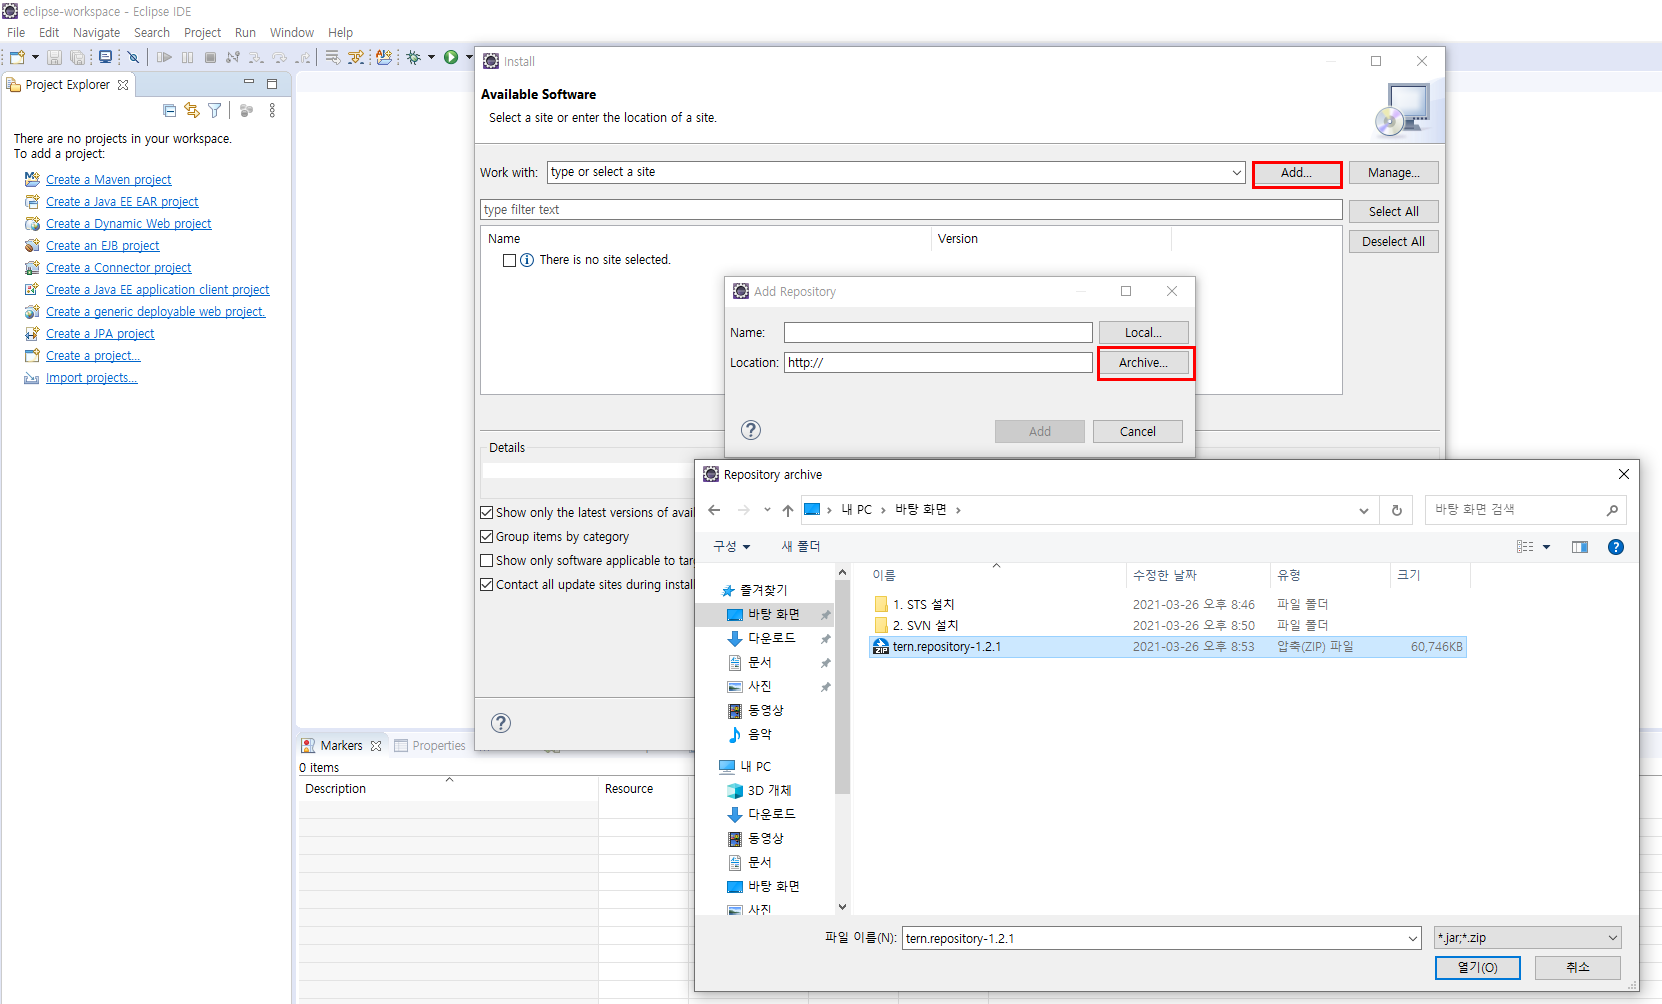 eclipse-workspace - Eclipse IDE
File Edit Navigate Search Project Run Window Help
Project Explorer
There are no projects in your workspace.
To add a project:
Create a Maven project
Create a Java EE EAR project
Create a Dynamic Web project
Create an EJB project
Create a Connector project
Create a Java EE application client project
Create a generic deployable web project.
Create a JPA project
Create a project...
Import projects...
Install
Available Software
Select a site or enter the location of a site.
Work with: type or select a site Add... Manage...
type filter text Select All
Name Version Deselect All
There is no site selected.
Add Repository
Name: Local...
Location: http:// Archive...
Add Cancel
Details
Show only the latest versions of avail
Group items by category
Show only software applicable to tar
Contact all update sites during install
Repository archive
내 PC 바탕 화면 바탕 화면 검색
구성 새 폴더
이름 수정한 날짜 유형 크기
1. STS 설치 2021-03-26 오후 8:46 파일 폴더
2. SVN 설치 2021-03-26 오후 8:50 파일 폴더
ZIP tern.repository-1.2.1 2021-03-26 오후 8:53 압축(ZIP) 파일 60,746KB
즐겨찾기
바탕 화면
다운로드
문서
사진
동영상
음악
내 PC
3D 개체
다운로드
동영상
문서
바탕 화면
사진
파일 이름(N): tern.repository-1.2.1 *.jar;*.zip
열기(O) 취소
Markers Properties
0 items
Description Resource